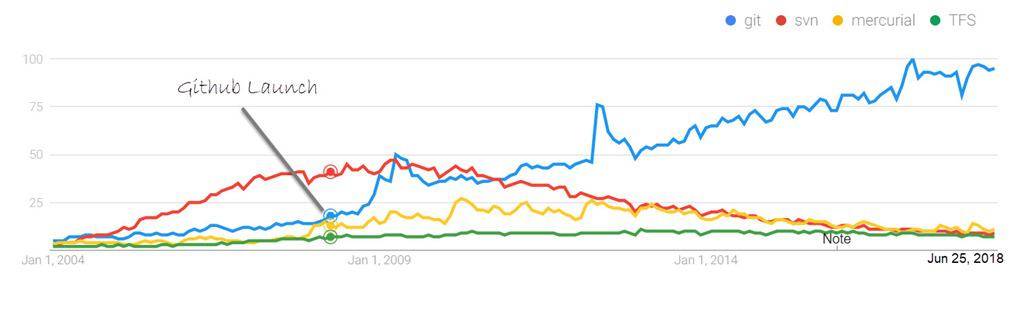 git svn mercurial TFS
100
Github Launch
75
50
25
Note
Jan 1, 2004 Jan 1, 2009 Jan 1, 2014 Jun 25, 2018